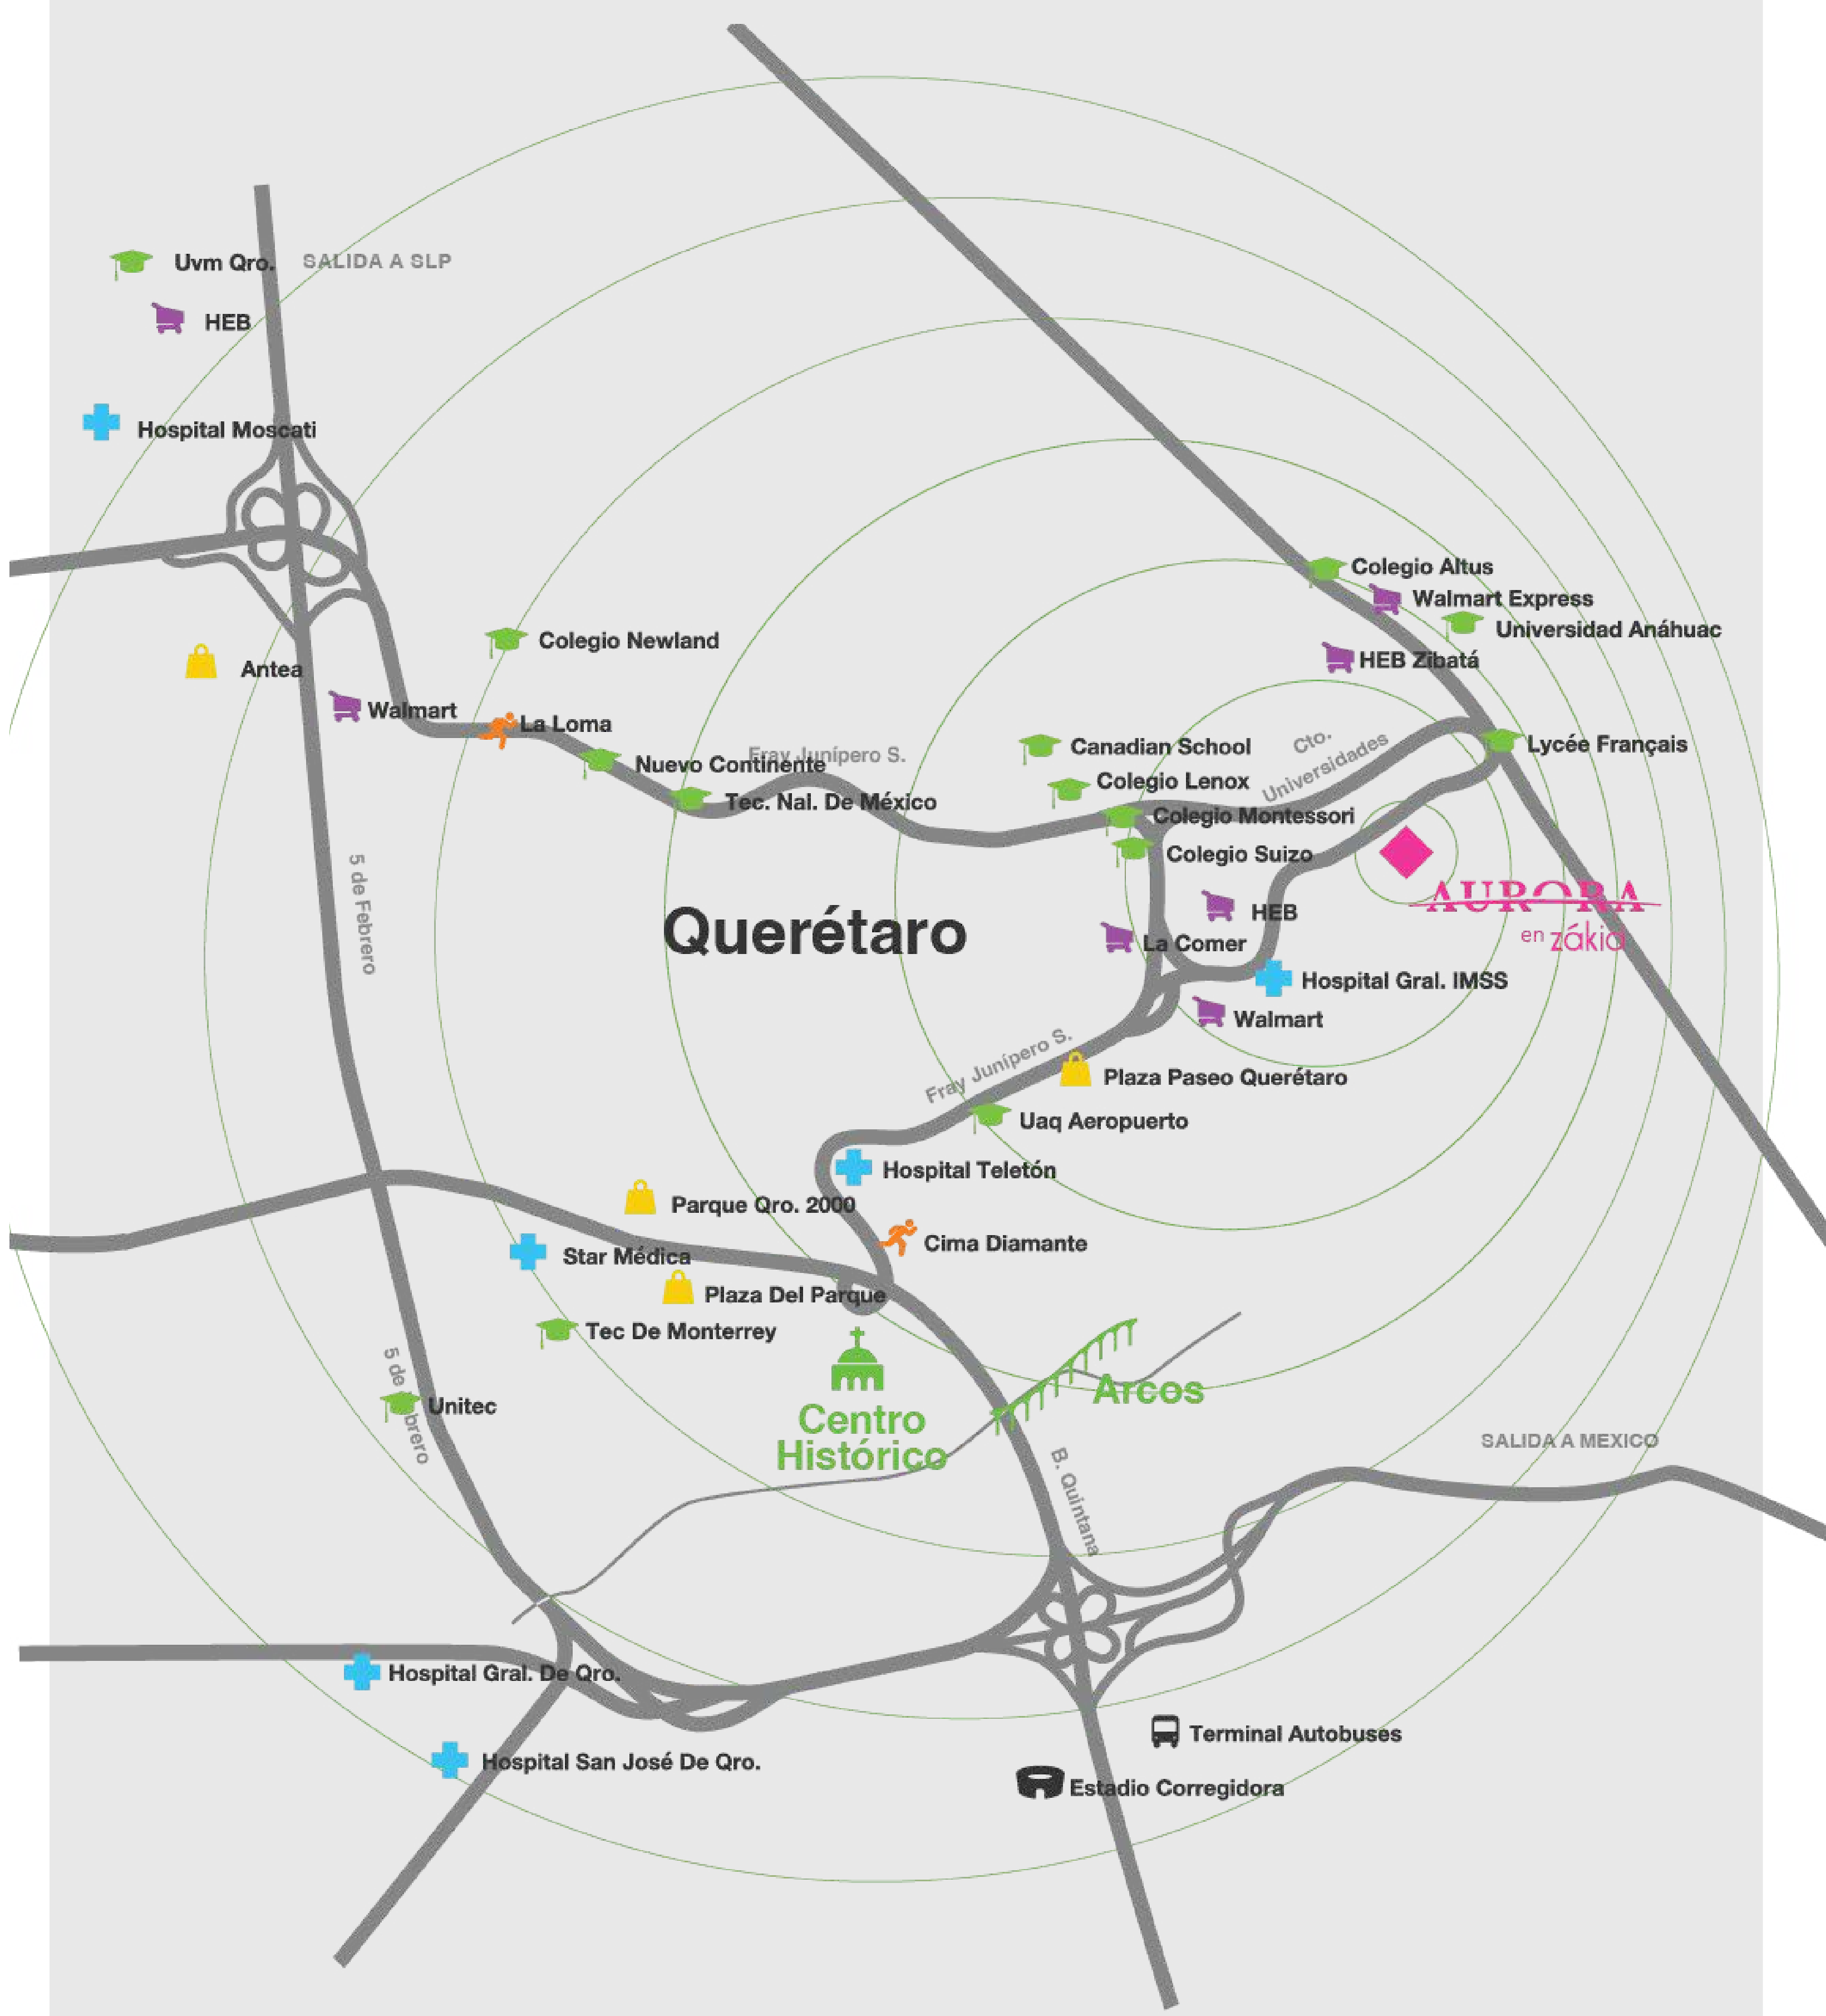 Uvm Qro.
SALIDA A SLP
HEB
Hospital Moscati
Colegio Altus
Walmart Express
Universidad Anáhuac
Colegio Newland
HEB Zibatá
Antea
Walmart
La Loma
Fray Junípero S.
Canadian School
Cto.
Universidades
Lycée Français
Nuevo Continente
Colegio Lenox
Tec. Nal. De México
Colegio Montessori
Colegio Suizo
5 de Febrero
Querétaro
HEB
AURORA
en zákia
La Comer
Hospital Gral. IMSS
Walmart
Fray Junípero S.
Plaza Paseo Querétaro
Uaq Aeropuerto
Hospital Teletón
Parque Qro. 2000
Cima Diamante
Star Médica
Plaza Del Parque
Tec De Monterrey
5 de brero
Unitec
Arcos
Centro
Histórico
SALIDA A MEXICO
B. Quintana
Hospital Gral. De Qro.
Terminal Autobuses
Hospital San José De Qro.
Estadio Corregidora